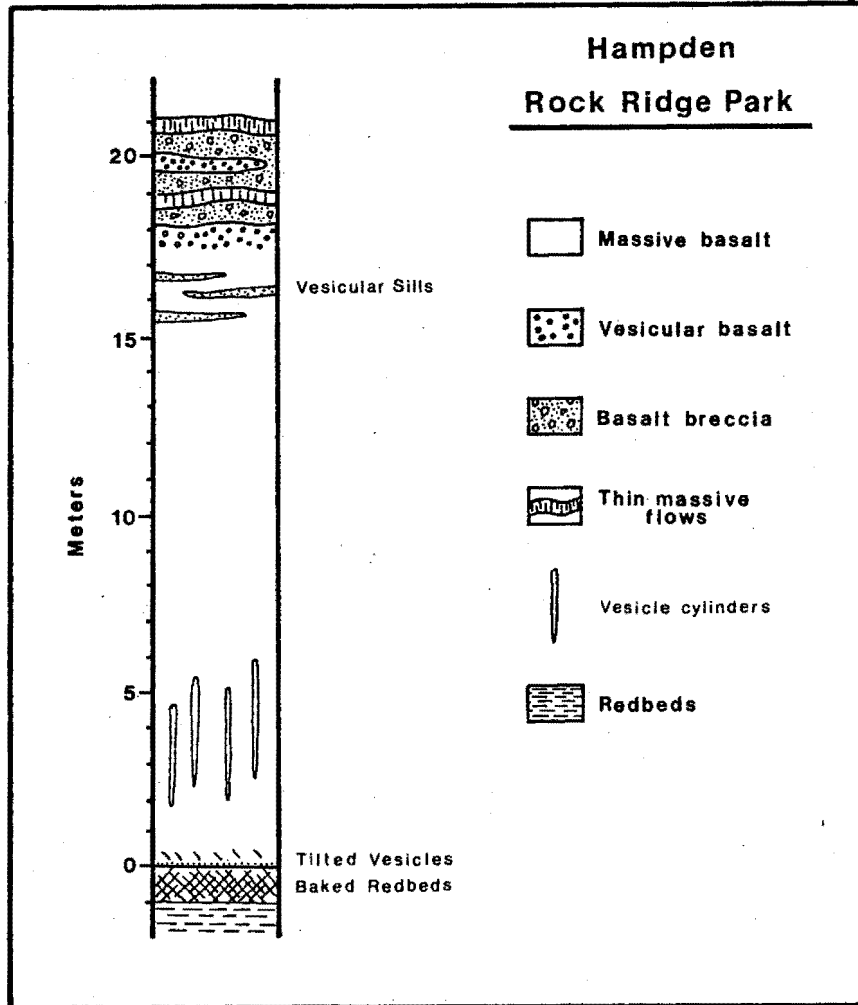 Hampden
Rock Ridge Park
20
15
10
5
0
Meters
Vesicular Sills
Tilted Vesicles
Baked Redbeds
Massive basalt
Vesicular basalt
Basalt breccia
Thin massive
flows
Vesicle cylinders
Redbeds